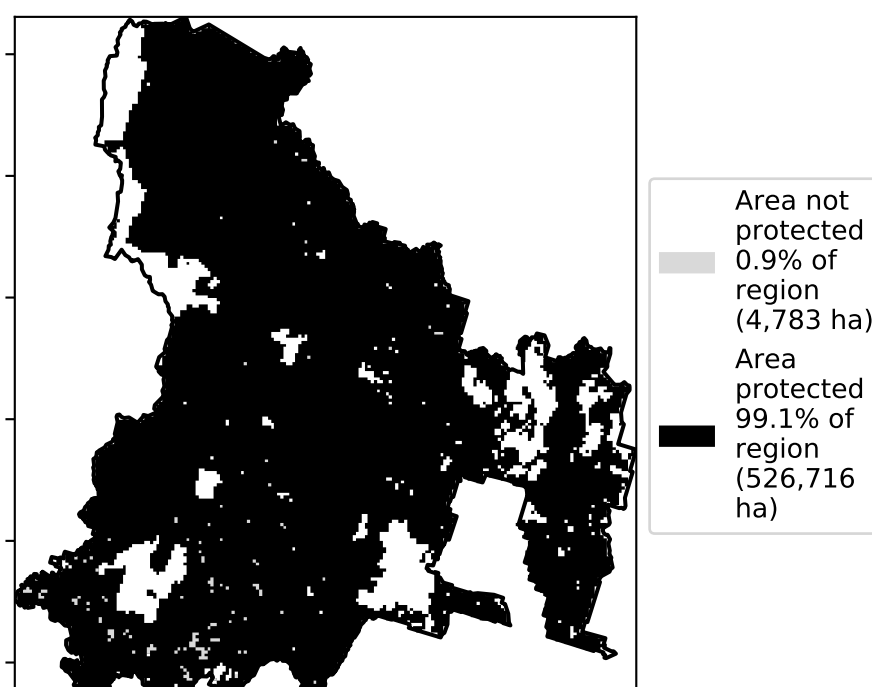 Area not
protected
0.9% of
region
(4,783 ha)
Area
protected
99.1% of
region
(526,716
ha)